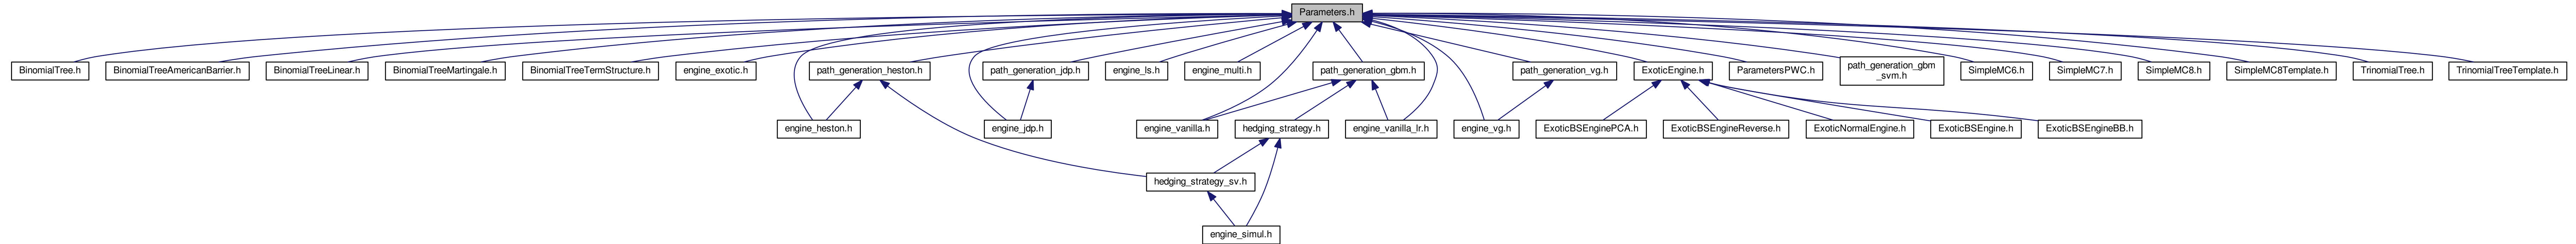 Parameters.h
BinomialTree.h
BinomialTreeAmericanBarrier.h
BinomialTreeLinear.h
BinomialTreeMartingale.h
BinomialTreeTermStructure.h
engine_exotic.h
path_generation_heston.h
path_generation_jdp.h
engine_ls.h
engine_multi.h
path_generation_gbm.h
path_generation_vg.h
ExoticEngine.h
ParametersPWC.h
path_generation_gbm
_svm.h
SimpleMC6.h
SimpleMC7.h
SimpleMC8.h
SimpleMC8Template.h
TrinomialTree.h
TrinomialTreeTemplate.h
engine_heston.h
engine_jdp.h
engine_vanilla.h
hedging_strategy.h
engine_vanilla_lr.h
engine_vg.h
ExoticBSEnginePCA.h
ExoticBSEngineReverse.h
ExoticNormalEngine.h
ExoticBSEngine.h
ExoticBSEngineBB.h
hedging_strategy_sv.h
engine_simul.h